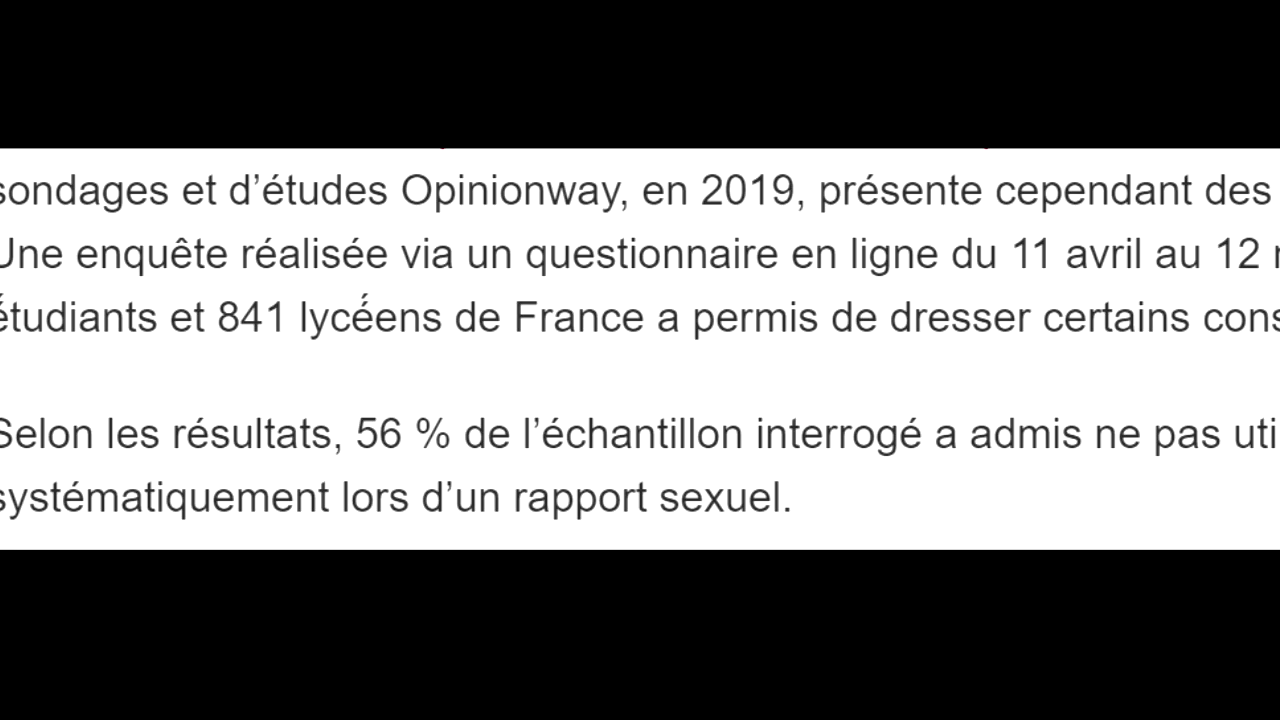 sondages et d’études Opinionway, en 2019, présente cependant des
Une enquête réalisée via un questionnaire en ligne du 11 avril au 12
étudiants et 841 lycéens de France a permis de dresser certains
Selon les résultats, 56 % de l’échantillon interrogé a admis ne pas
systématiquement lors d’un rapport sexuel.